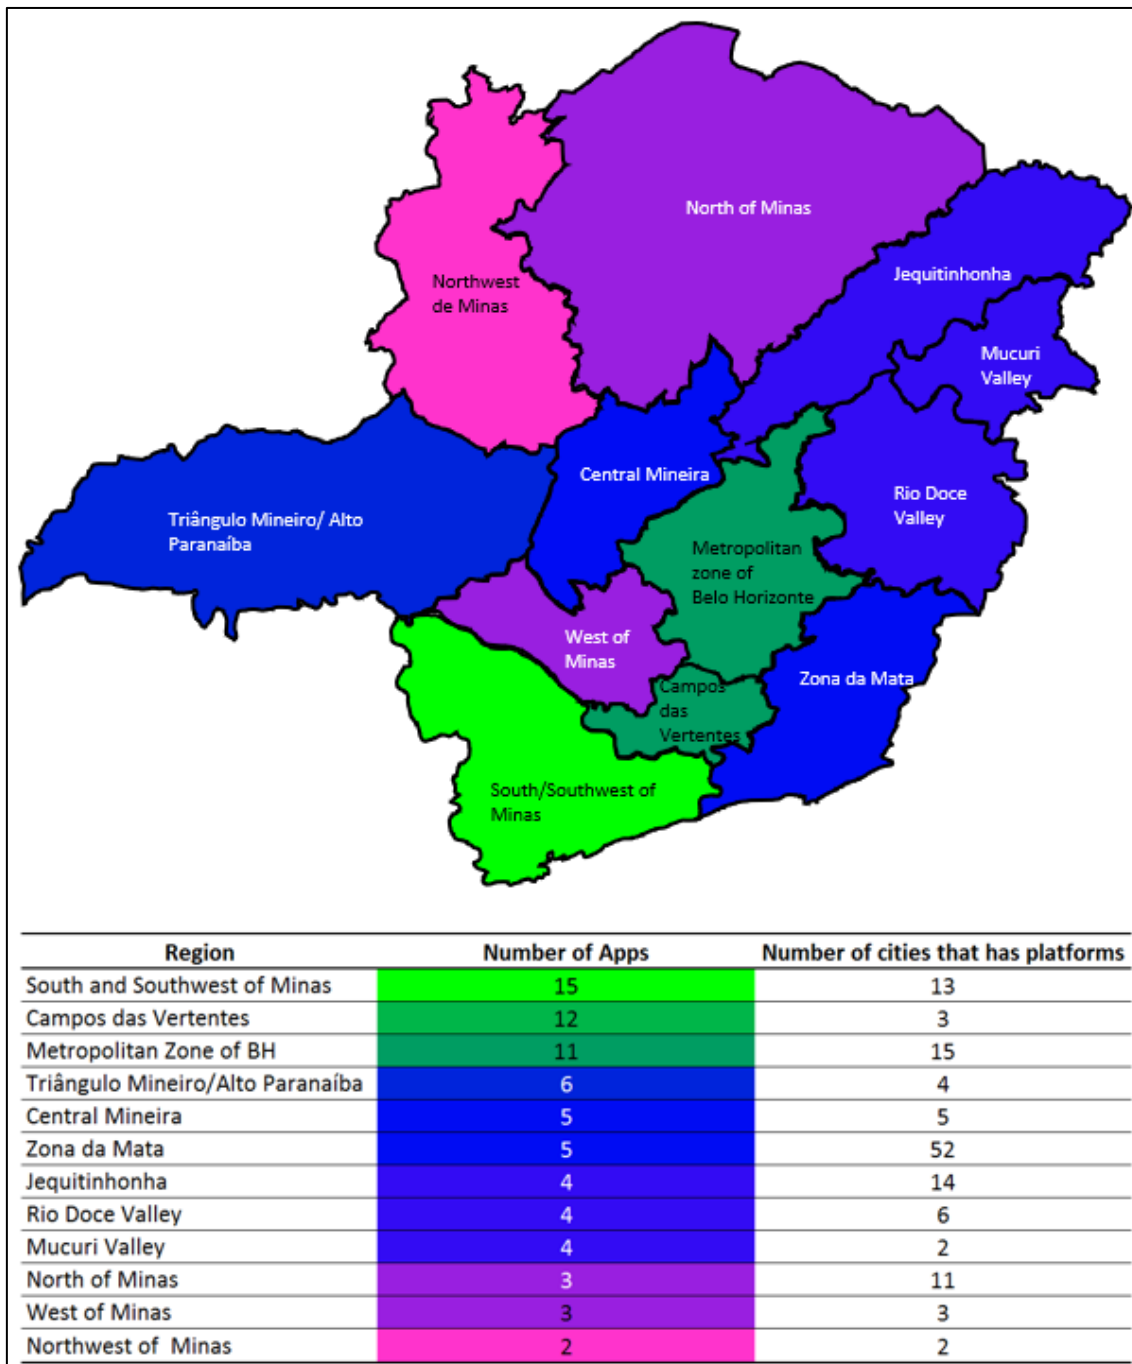 North of Minas
Jequitinhonha
Northwest
de Minas
Mucuri
Valley
Central Mineira
Rio Doce
Valley
Triângulo Mineiro/ Alto
Paranaíba
Metropolitan
zone of
Belo Horizonte
West of
Minas
Zona da Mata
Campos
das
Vertentes
South/Southwest of
Minas
Region Number of Apps Number of cities that has platforms
South and Southwest of Minas 15 13
Campos das Vertentes 12 3
Metropolitan Zone of BH 11 15
Triângulo Mineiro/Alto Paranaíba 6 4
Central Mineira 5 5
Zona da Mata 5 52
Jequitinhonha 4 14
Rio Doce Valley 4 6
Mucuri Valley 4 2
North of Minas 3 11
West of Minas 3 3
Northwest of Minas 2 2